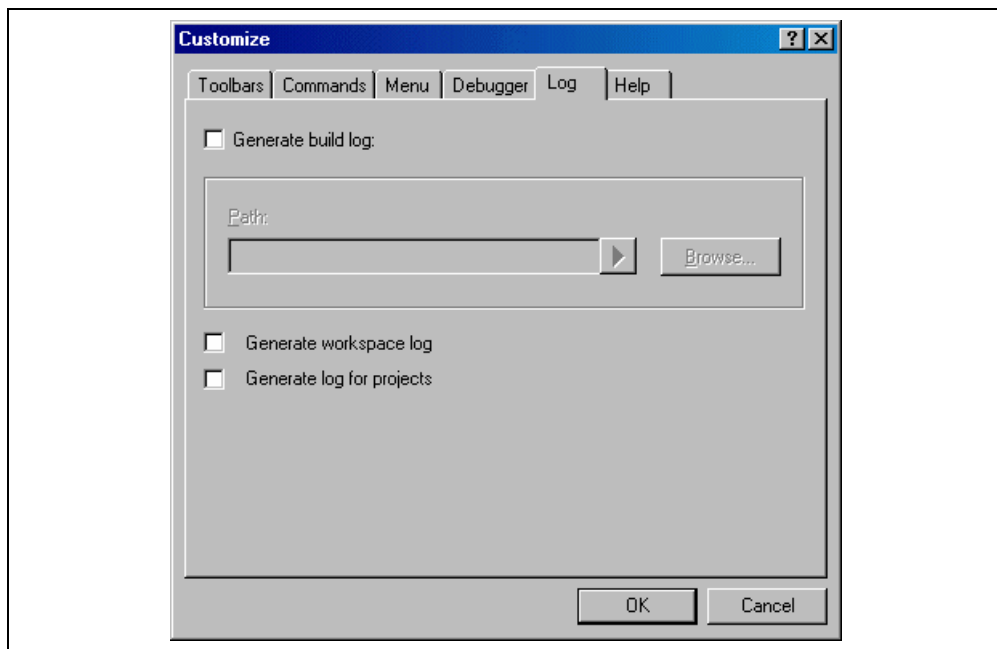 Customize
Toolbars Commands Menu Debugger Log Help
Generate build log:
Path:
Browse...
Generate workspace log
Generate log for projects
OK Cancel